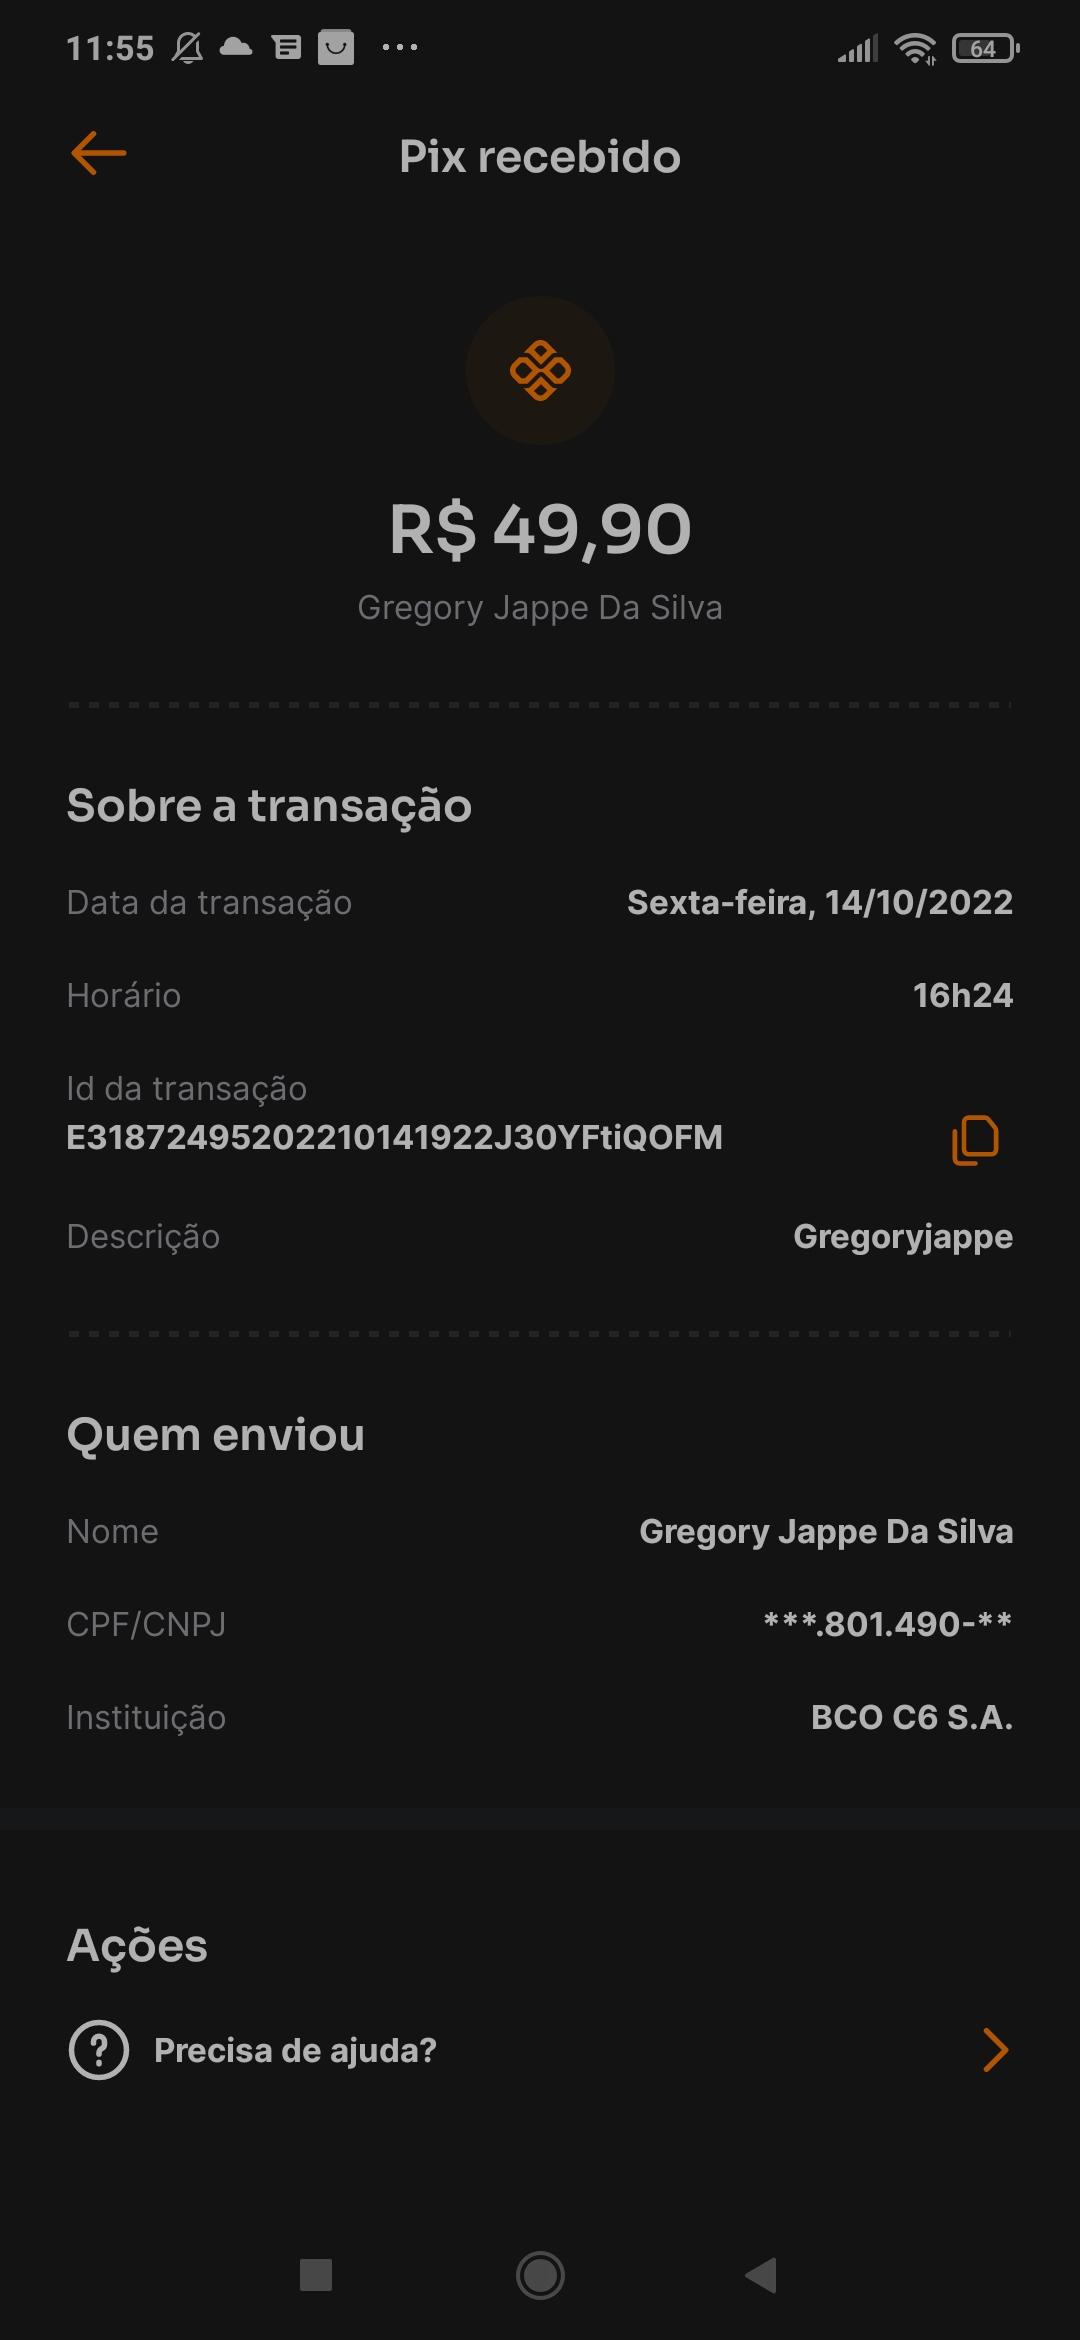 11:55
64
Pix recebido
R$ 49,90
Gregory Jappe Da Silva
Sobre a transação
Data da transação Sexta-feira, 14/10/2022
Horário 16h24
Id da transação
E31872495202210141922J30YFtiQOFM
Descrição Gregoryjappe
Quem enviou
Nome Gregory Jappe Da Silva
CPF/CNPJ ***.801.490-**
Instituição BCO C6 S.A.
Ações
Precisa de ajuda?